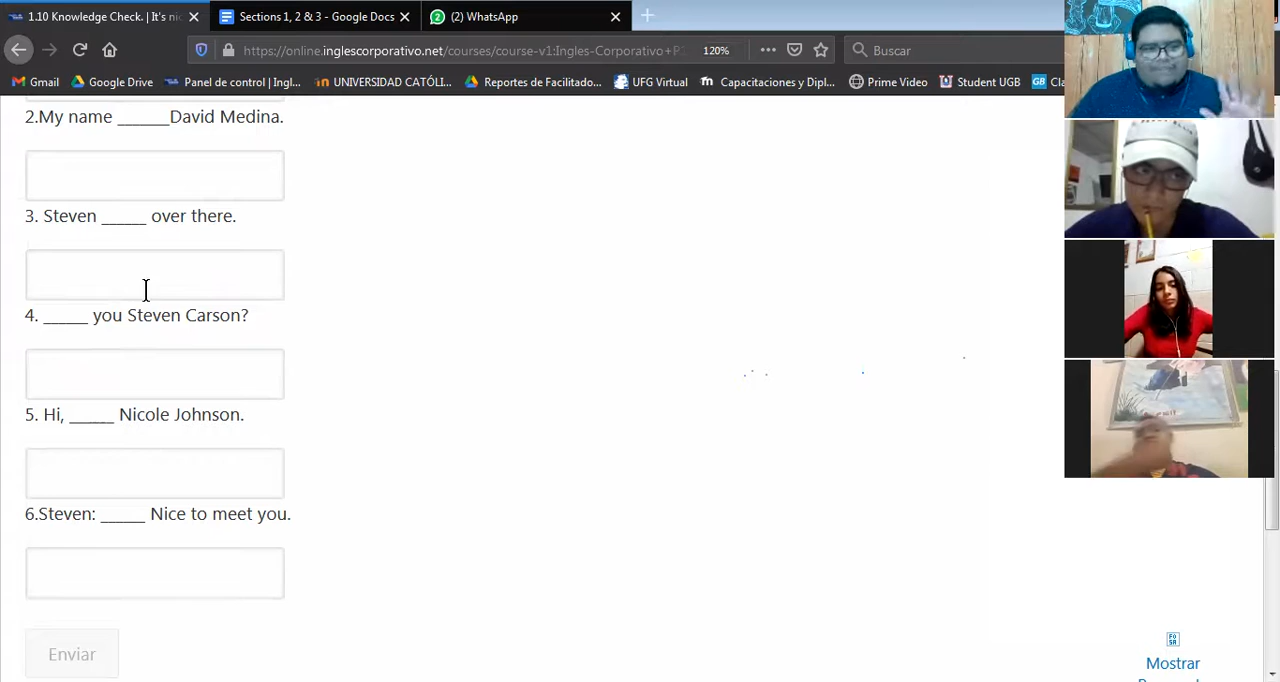 1.10 Knowledge Check. | It's ni
Sections 1, 2 & 3 - Google Docs
(2) WhatsApp
https://online.inglescorporativo.net/courses/course-v1:Ingles-Corporativo+P
120%
Buscar
Gmail
Google Drive
Panel de control | Ingl...
UNIVERSIDAD CATÓLI...
Reportes de Facilitado...
UFG Virtual
Capacitaciones y Dipl...
Prime Video
Student UGB
Cla
2.My name ______David Medina.
3. Steven _____ over there.
4. _____ you Steven Carson?
5. Hi, _____ Nicole Johnson.
6.Steven: _____ Nice to meet you.
Enviar
Mostrar